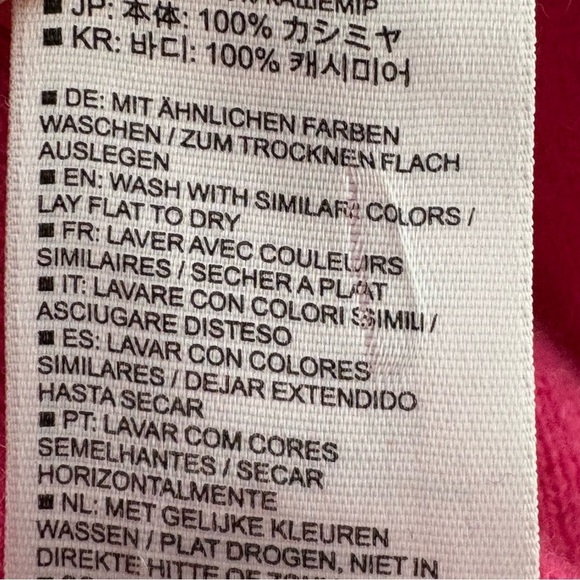 ■ JP: 本体: 100% カシミヤ
■ KR: 바디: 100% 캐시미어
■ DE: MIT ÄHNLICHEN FARBEN
WASCHEN / ZUM TROCKNEN FLACH
AUSLEGEN
■ EN: WASH WITH SIMILAR COLORS /
LAY FLAT TO DRY
■ FR: LAVER AVEC COULEURS
SIMILAIRES / SECHER A PLAT
■ IT: LAVARE CON COLORI SIMILI /
ASCIUGARE DISTESO
■ ES: LAVAR CON COLORES
SIMILARES / DEJAR EXTENDIDO
HASTA SECAR
■ PT: LAVAR COM CORES
SEMELHANTES / SECAR
HORIZONTALMENTE
■ NL: MET GELIJKE KLEUREN
WASSEN / PLAT DROGEN, NIET IN
DIREKTE HITTE OF